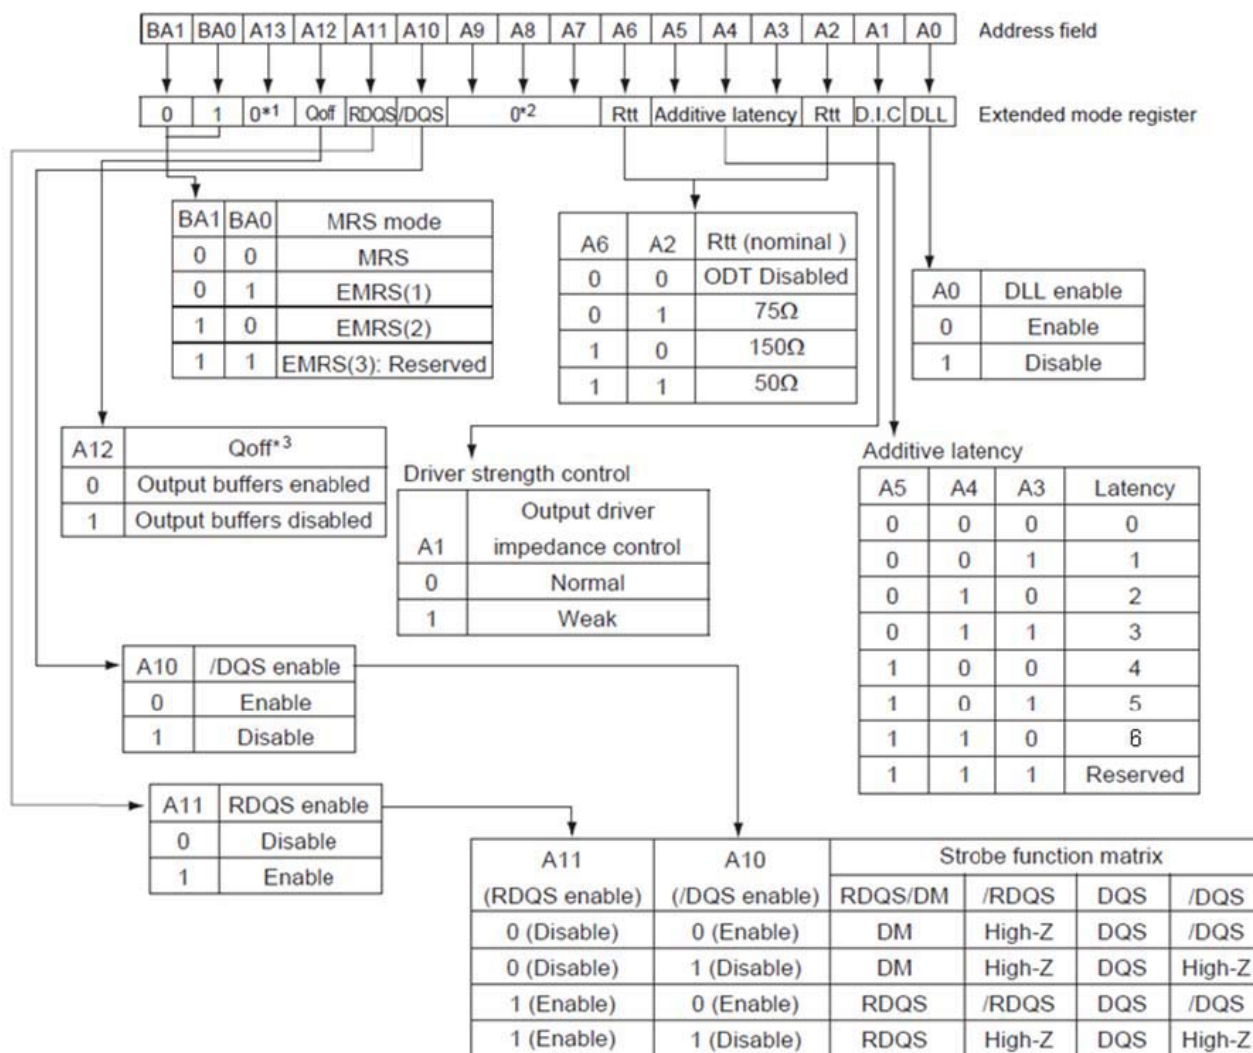 BA1 BA0 A13 A12 A11 A10 A9 A8 A7 A6 A5 A4 A3 A2 A1 A0 Address field
0 1 0*1 Qoff RDQS /DQS 0*2 Rtt Additive latency Rtt D.I.C DLL Extended mode register
BA1 BA0 MRS mode
0 0 MRS
0 1 EMRS(1)
1 0 EMRS(2)
1 1 EMRS(3): Reserved
A6 A2 Rtt (nominal )
0 0 ODT Disabled
0 1 75Ω
1 0 150Ω
1 1 50Ω
A0 DLL enable
0 Enable
1 Disable
A12 Qoff*3
0 Output buffers enabled
1 Output buffers disabled
Driver strength control
Output driver
A1 impedance control
0 Normal
1 Weak
Additive latency
A5 A4 A3 Latency
0 0 0 0
0 0 1 1
0 1 0 2
0 1 1 3
1 0 0 4
1 0 1 5
1 1 0 6
1 1 1 Reserved
A10 /DQS enable
0 Enable
1 Disable
A11 RDQS enable
0 Disable
1 Enable
A11 A10 Strobe function matrix
(RDQS enable) (/DQS enable) RDQS/DM /RDQS DQS /DQS
0 (Disable) 0 (Enable) DM High-Z DQS /DQS
0 (Disable) 1 (Disable) DM High-Z DQS High-Z
1 (Enable) 0 (Enable) RDQS /RDQS DQS /DQS
1 (Enable) 1 (Disable) RDQS High-Z DQS High-Z